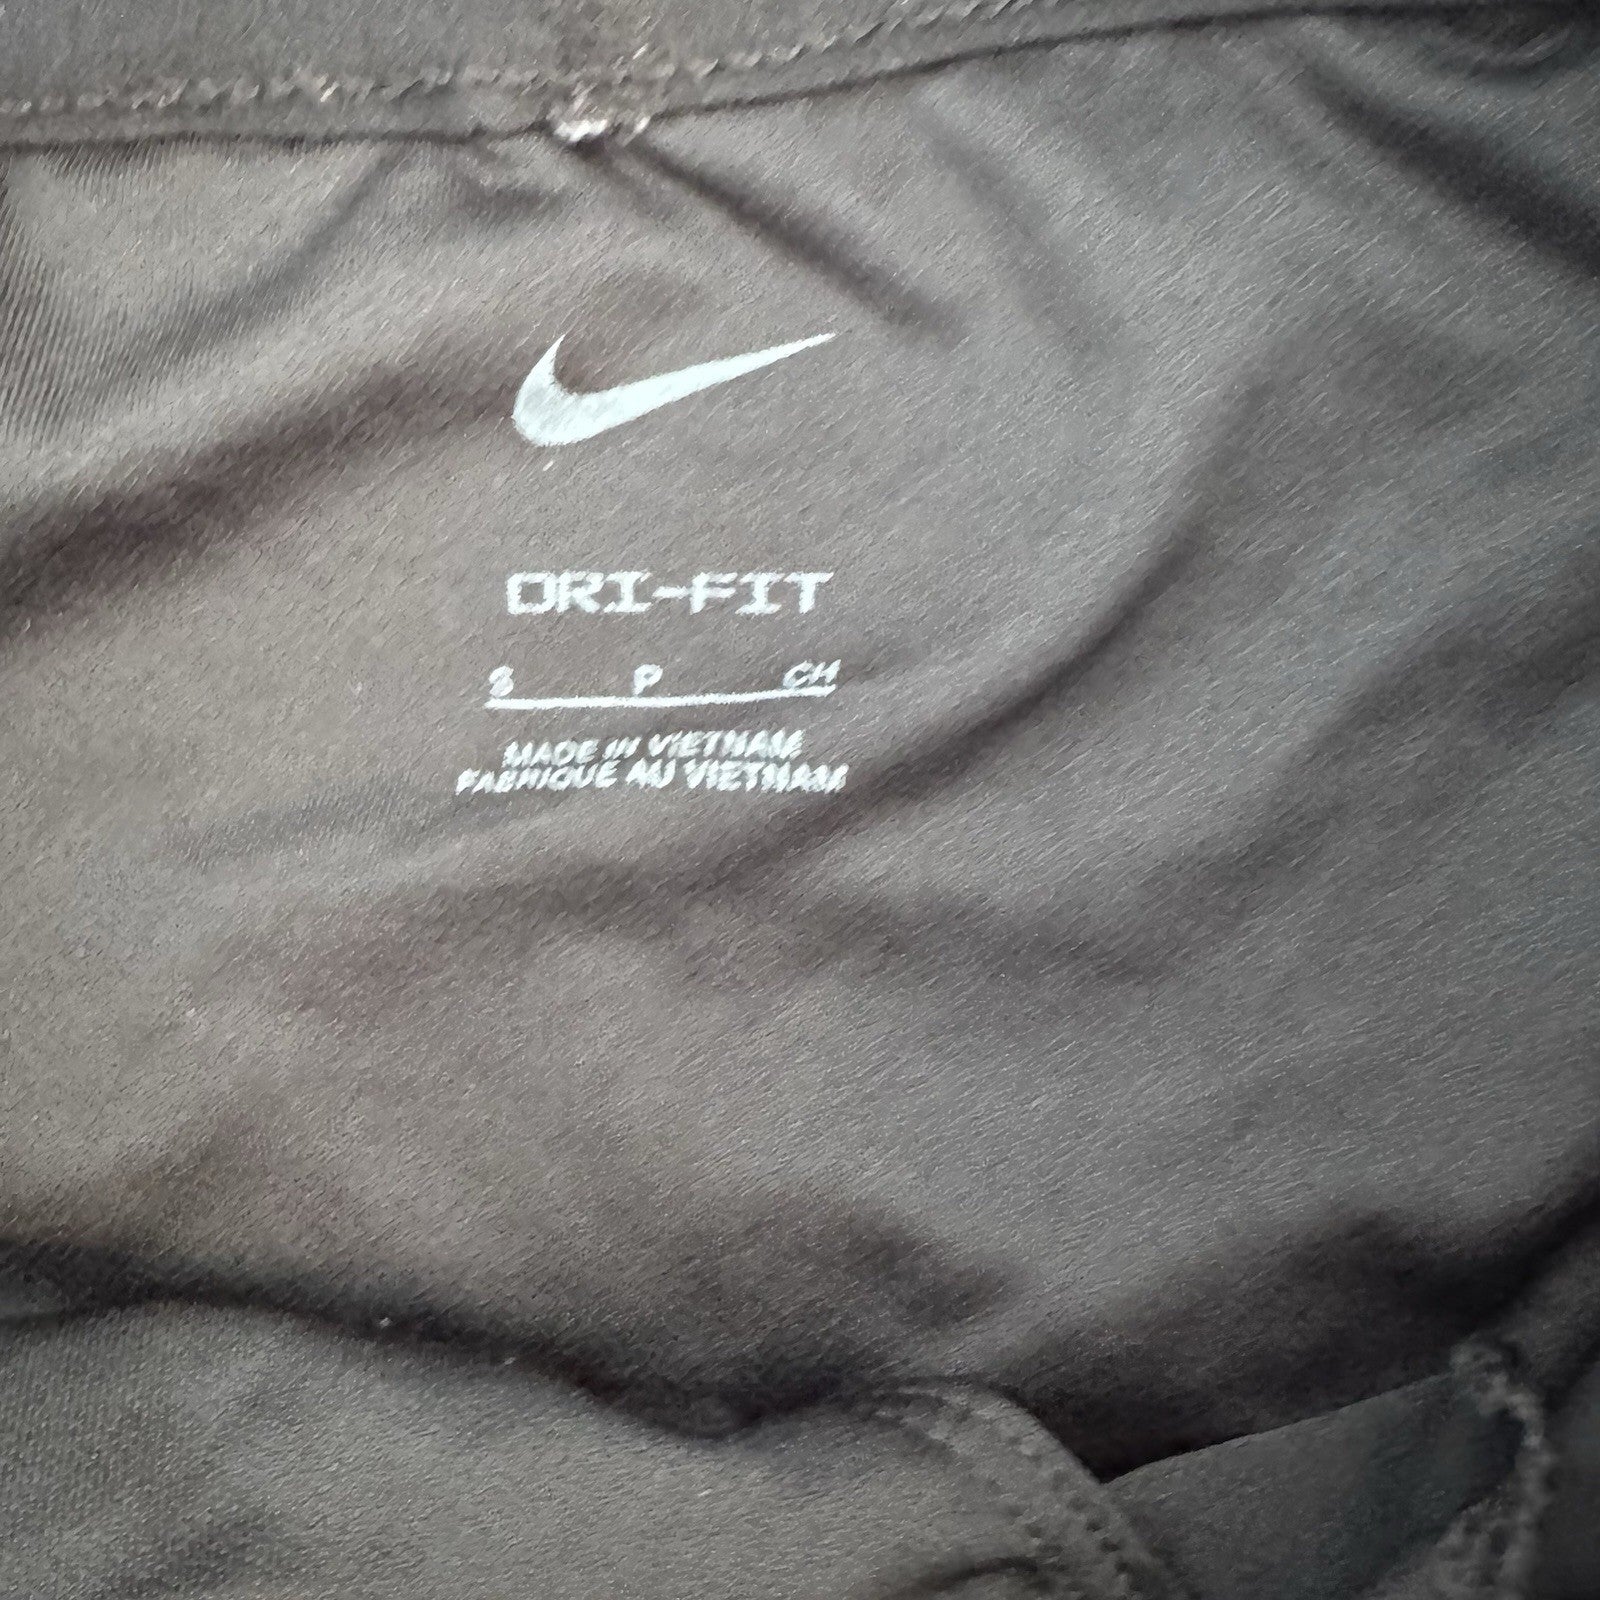 DRI-FIT
S P CH
MADE IN VIETNAM
FABRIQUE AU VIETNAM